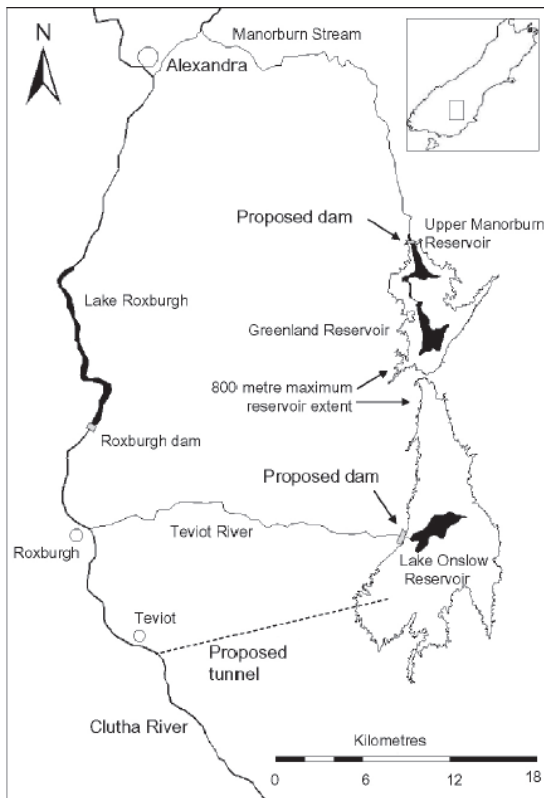 N
Manorburn Stream
Alexandra
Proposed dam
Upper Manorburn
Reservoir
Lake Roxburgh
Greenland Reservoir
800 metre maximum
reservoir extent
Roxburgh dam
Proposed dam
Teviot River
Roxburgh
Lake Onslow
Reservoir
Teviot
Proposed
tunnel
Clutha River
Kilometres
0 6 12 18